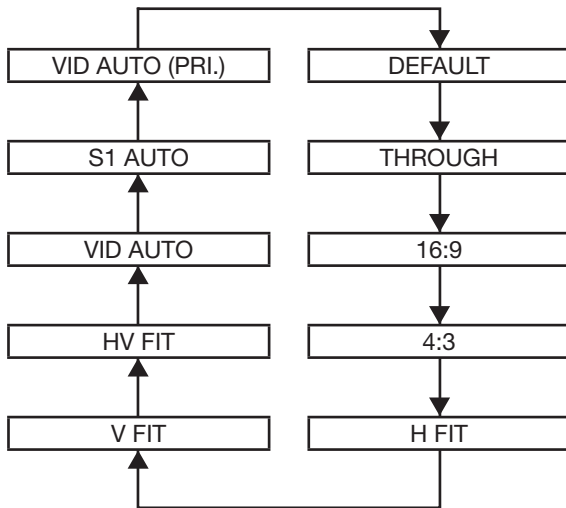 VID AUTO (PRI.)
DEFAULT
S1 AUTO
THROUGH
VID AUTO
16:9
HV FIT
4:3
V FIT
H FIT